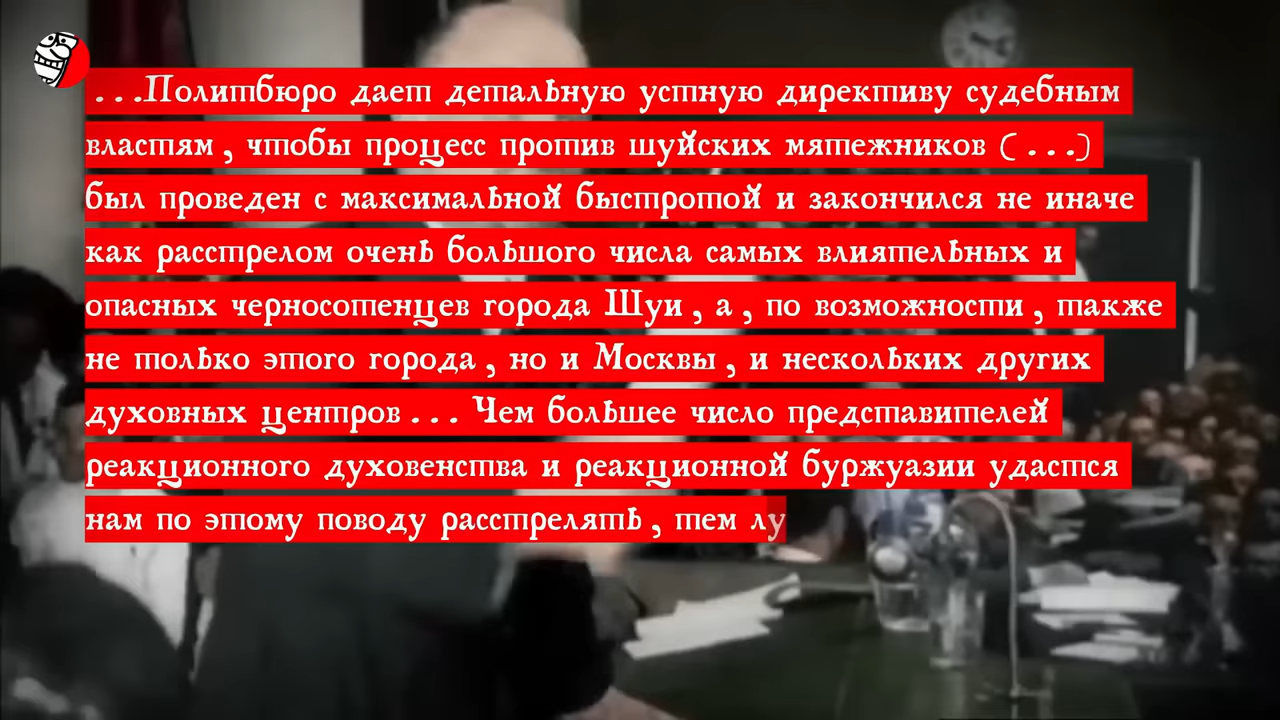 ...Политбюро дает детальную устную директиву судебным
властям, чтобы процесс против шуйских мятежников (...)
был проведен с максимальной быстротой и закончился не иначе
как расстрелом очень большого числа самых влиятельных и
опасных черносотенцев города Шуи, а, по возможности, также
не только этого города, но и Москвы, и нескольких других
духовных центров... Чем большее число представителей
реакционного духовенства и реакционной буржуазии удастся
нам по этому поводу расстрелять, тем лу